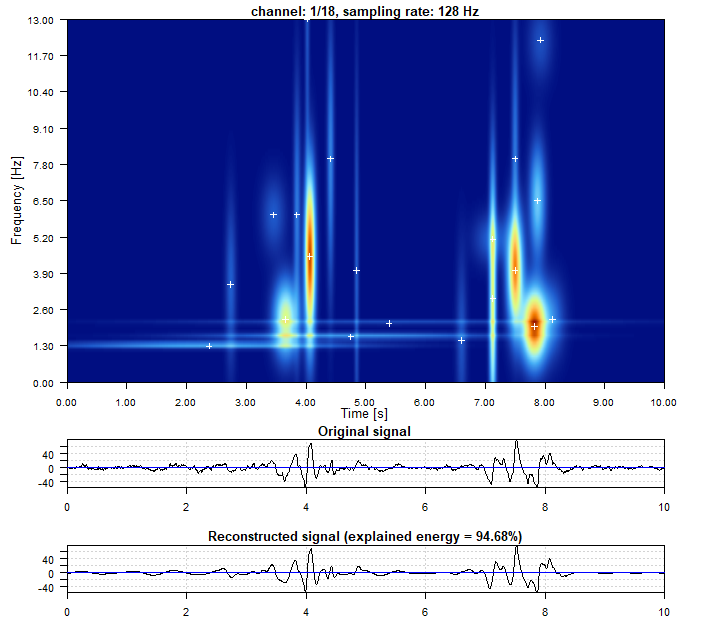 channel: 1/18, sampling rate: 128 Hz
13.00
11.70
10.40
9.10
7.80
6.50
5.20
3.90
2.60
1.30
0.00
Frequency [Hz]
0.00 1.00 2.00 3.00 4.00 5.00 6.00 7.00 8.00 9.00 10.00
Time [s]
Original signal
40
0
-40
0 2 4 6 8 10
Reconstructed signal (explained energy = 94.68%)
40
0
-40
0 2 4 6 8 10